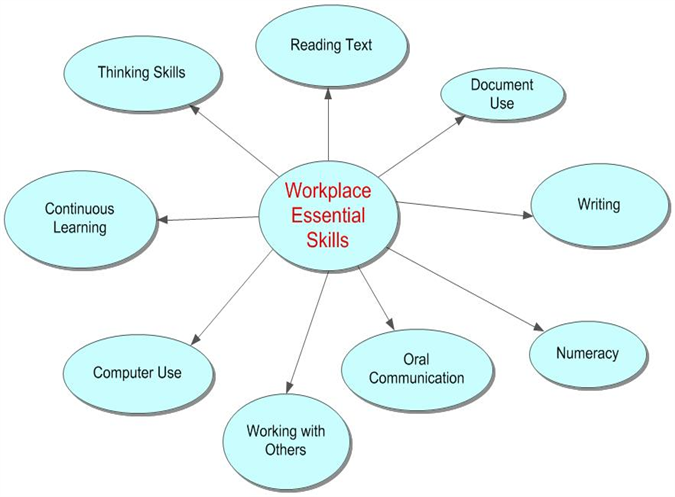 Reading Text
Thinking Skills
Document
Use
Workplace
Essential
Skills
Continuous
Learning
Writing
Computer Use
Oral
Communication
Numeracy
Working with
Others